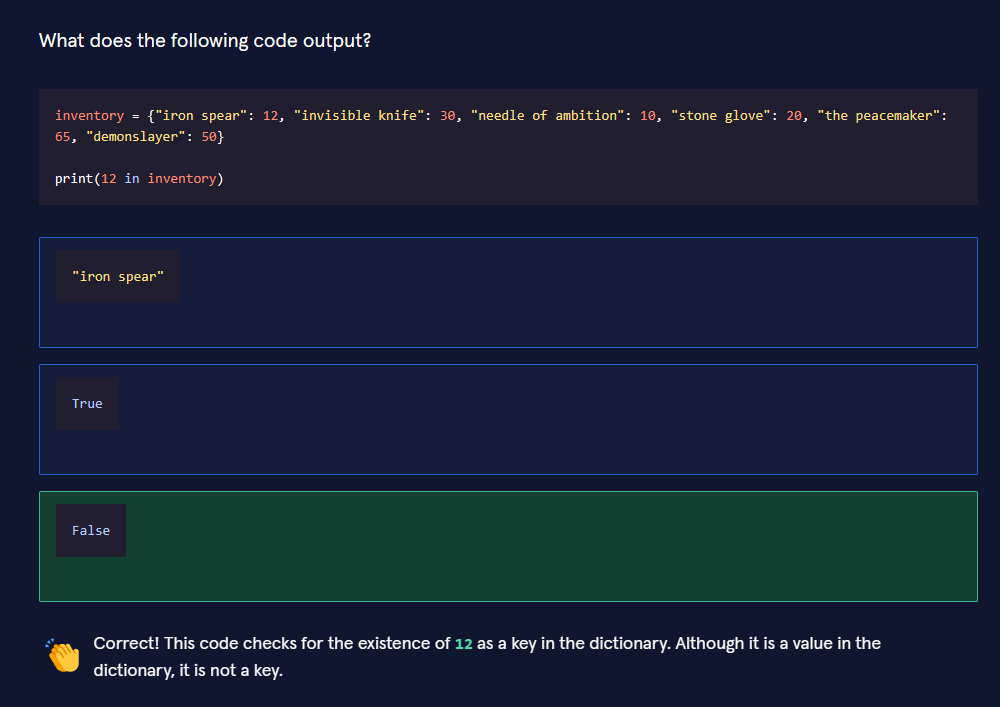 What does the following code output?
inventory = {"iron spear": 12, "invisible knife": 30, "needle of ambition": 10, "stone glove": 20, "the peacemaker":
65, "demonslayer": 50}
print(12 in inventory)
"iron spear"
True
False
Correct! This code checks for the existence of 12 as a key in the dictionary. Although it is a value in the
dictionary, it is not a key.